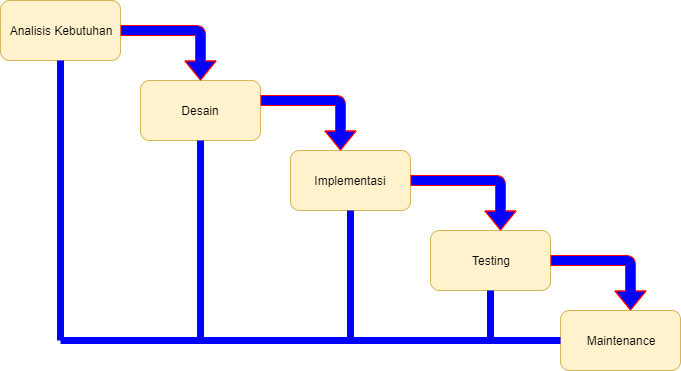 Analisis Kebutuhan
Desain
Implementasi
Testing
Maintenance